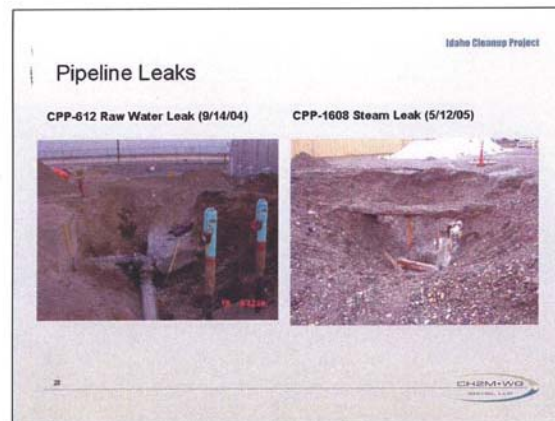 Idaho Cleanup Project
Pipeline Leaks
CPP-612 Raw Water Leak (9/14/04)
CPP-1608 Steam Leak (5/12/05)
CH2M•WG